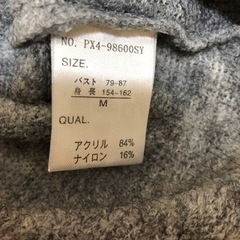 NO. PX4-98600SY
SIZE.
バスト 79-87
身長 154-162
M
QUAL.
アクリル 84%
ナイロン 16%